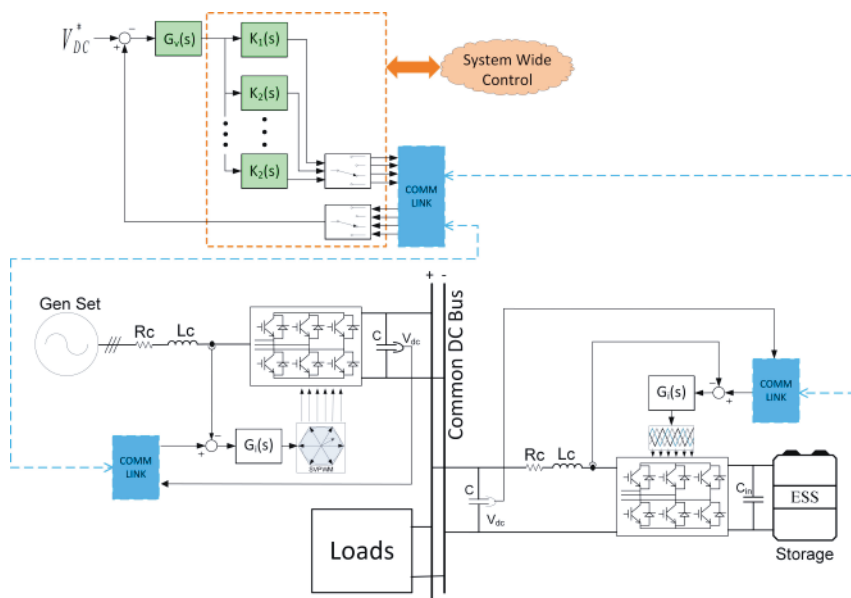 V*DC
−
+
Gv(s)
K1(s)
K2(s)
K2(s)
System Wide
Control
COMM
LINK
+ -
Gen Set
Rc
Lc
C
Vdc
Common DC Bus
−
+
Gi(s)
SVPWM
COMM
LINK
Gi(s)
−
+
COMM
LINK
Rc
Lc
C
Vdc
Cin
ESS
Storage
Loads